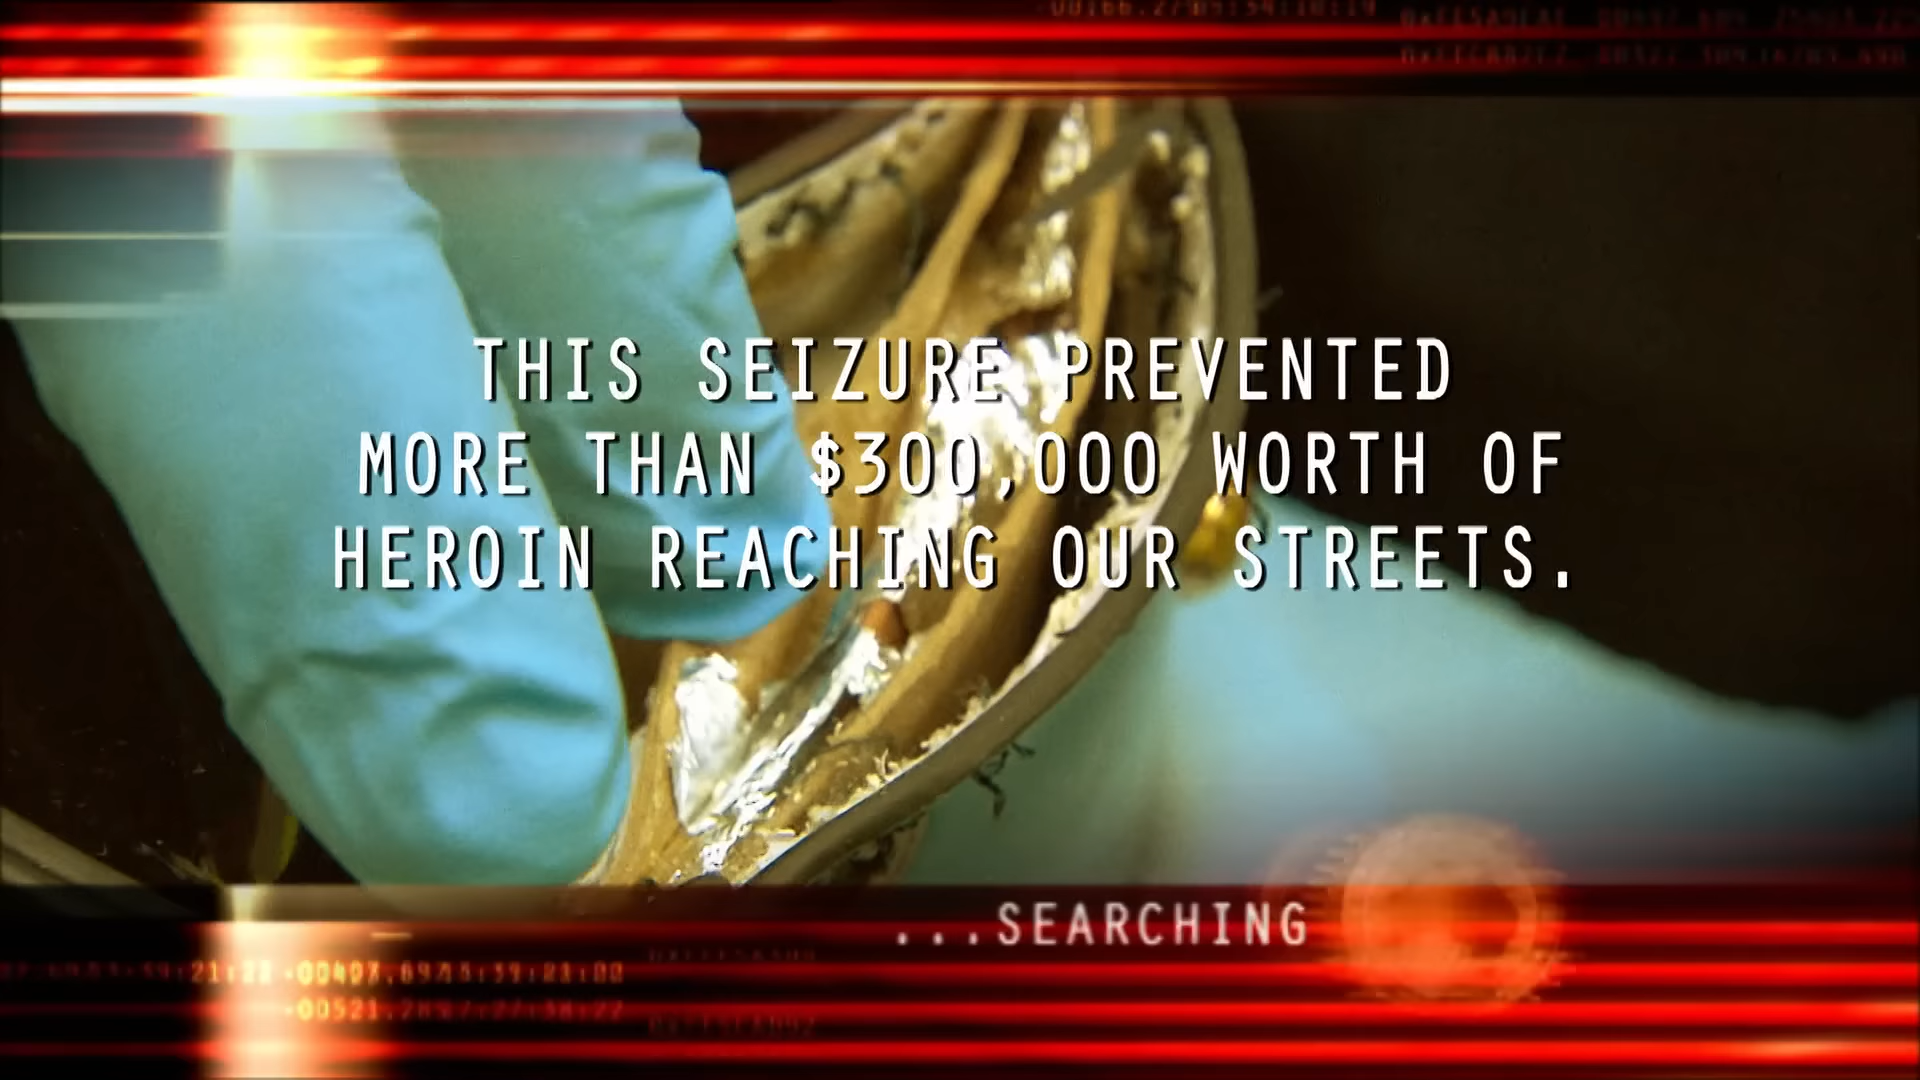 THIS SEIZURE PREVENTED
MORE THAN $300,000 WORTH OF
HEROIN REACHING OUR STREETS.
...SEARCHING